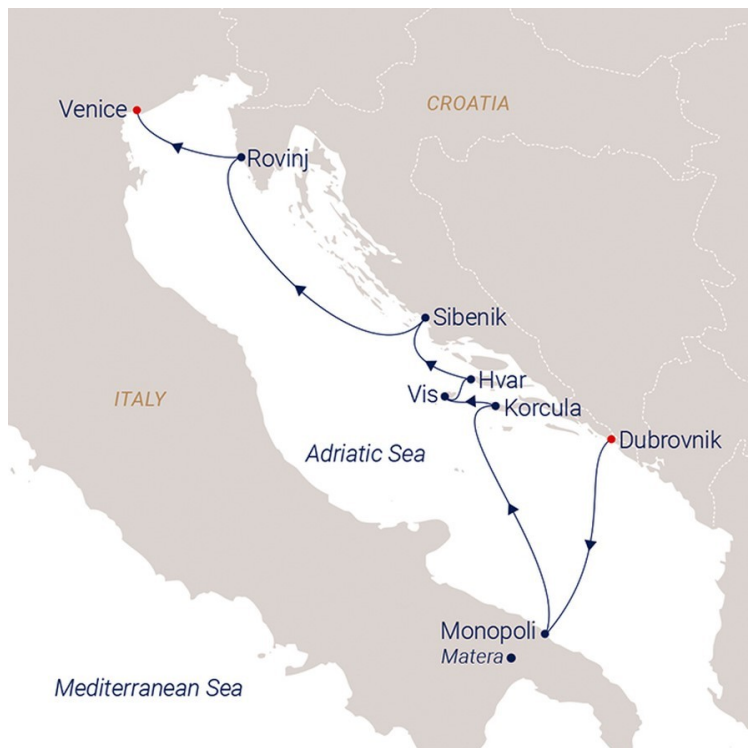 CROATIA
Venice
Rovinj
Sibenik
Hvar
Vis
Korcula
ITALY
Dubrovnik
Adriatic Sea
Monopoli
Matera
Mediterranean Sea